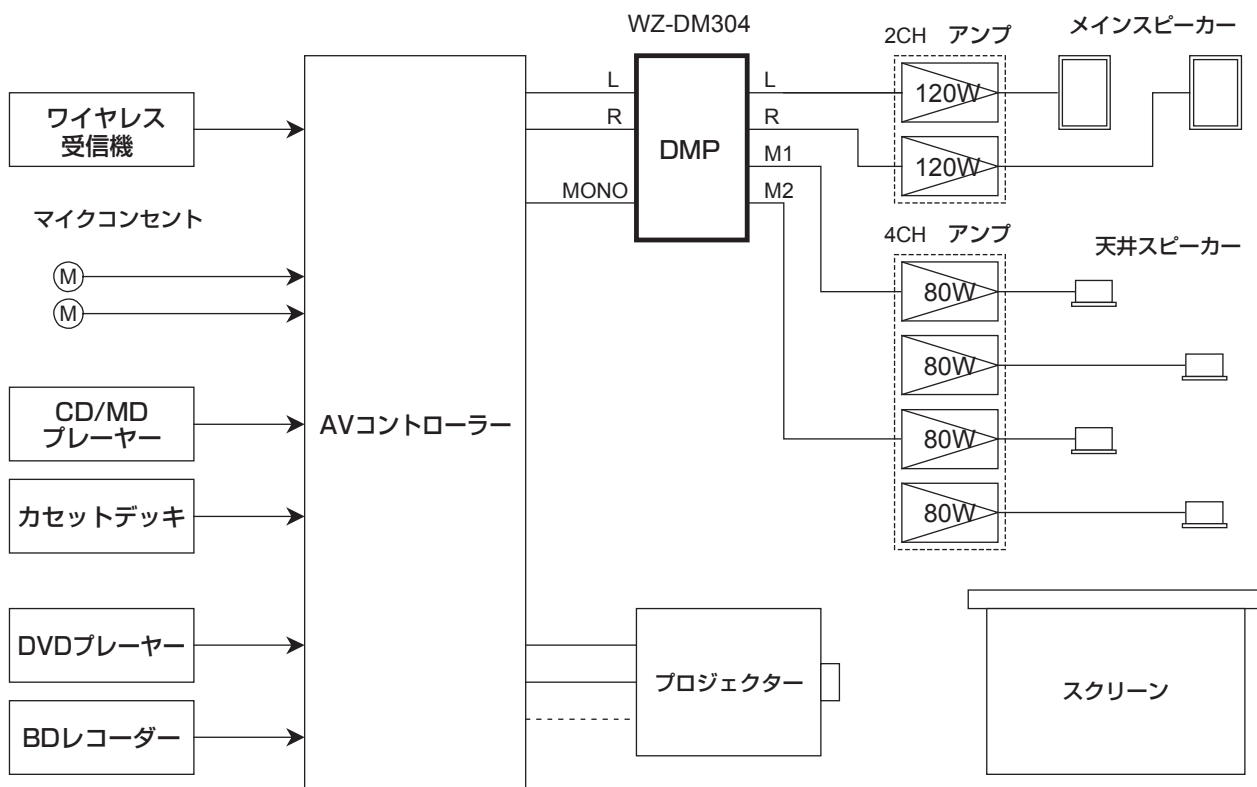 WZ-DM304
2CH アンプ
メインスピーカー
ワイヤレス
受信機
L
R
MONO
DMP
L
R
M1
M2
120W
120W
マイクコンセント
M
M
4CH アンプ
天井スピーカー
80W
80W
80W
80W
CD/MD
プレーヤー
AVコントローラー
カセットデッキ
DVDプレーヤー
BDレコーダー
プロジェクター
スクリーン